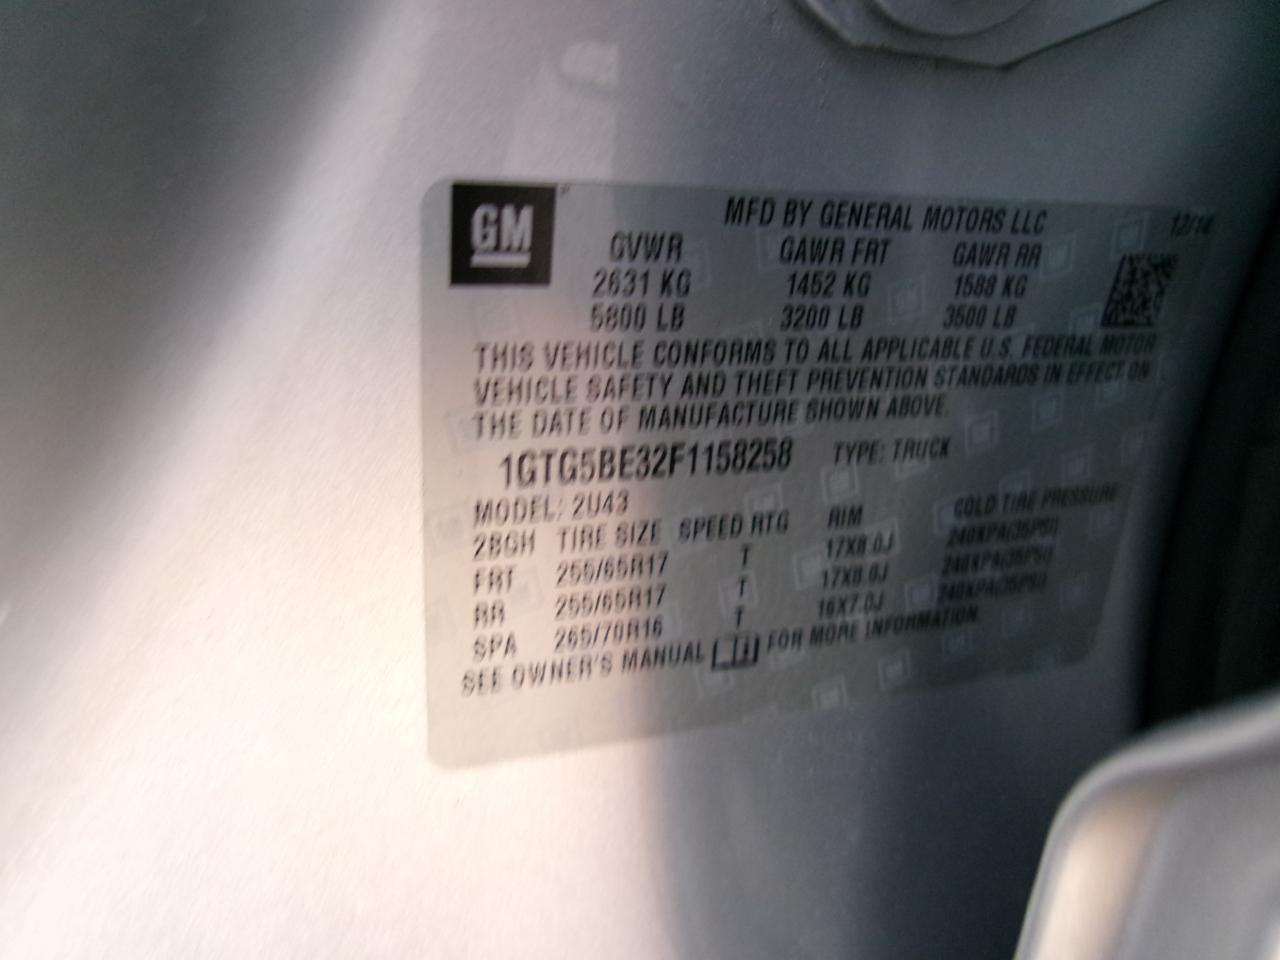 GM
MFD BY GENERAL MOTORS LLC 12/14
GVWR GAWR FRT GAWR RR
2631 KG 1452 KG 1588 KG
5800 LB 3200 LB 3500 LB
THIS VEHICLE CONFORMS TO ALL APPLICABLE U.S. FEDERAL MOTOR
VEHICLE SAFETY AND THEFT PREVENTION STANDARDS IN EFFECT ON
THE DATE OF MANUFACTURE SHOWN ABOVE.
1GTG5BE32F1158258 TYPE: TRUCK
MODEL: 2U43
2BGH TIRE SIZE SPEED RTG RIM COLD TIRE PRESSURE
FRT 255/65R17 T 17X8.0J 240KPA(35PSI)
RR 255/65R17 T 17X8.0J 240KPA(35PSI)
SPA 265/70R16 T 16X7.0J 240KPA(35PSI)
SEE OWNER'S MANUAL FOR MORE INFORMATION